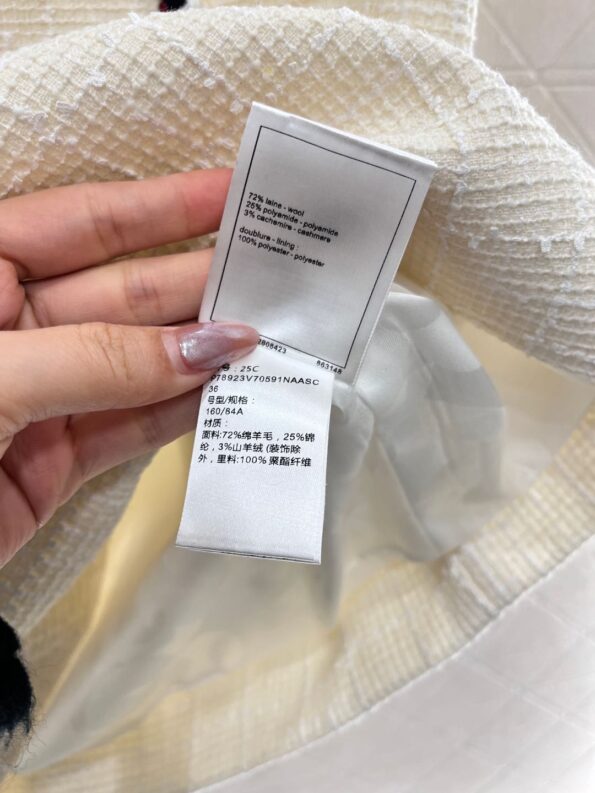 72% laine - wool
25% polyamide - polyamide
3% cachemire - cashmere
doublure - lining :
100% polyester - polyester
2808423 883148
号: 25C
P78923V70591NAASC
36
号型/规格:
160/84A
材质:
面料:72%绵羊毛，25%锦
纶，3%山羊绒 (装饰除
外，里料:100% 聚酯纤维